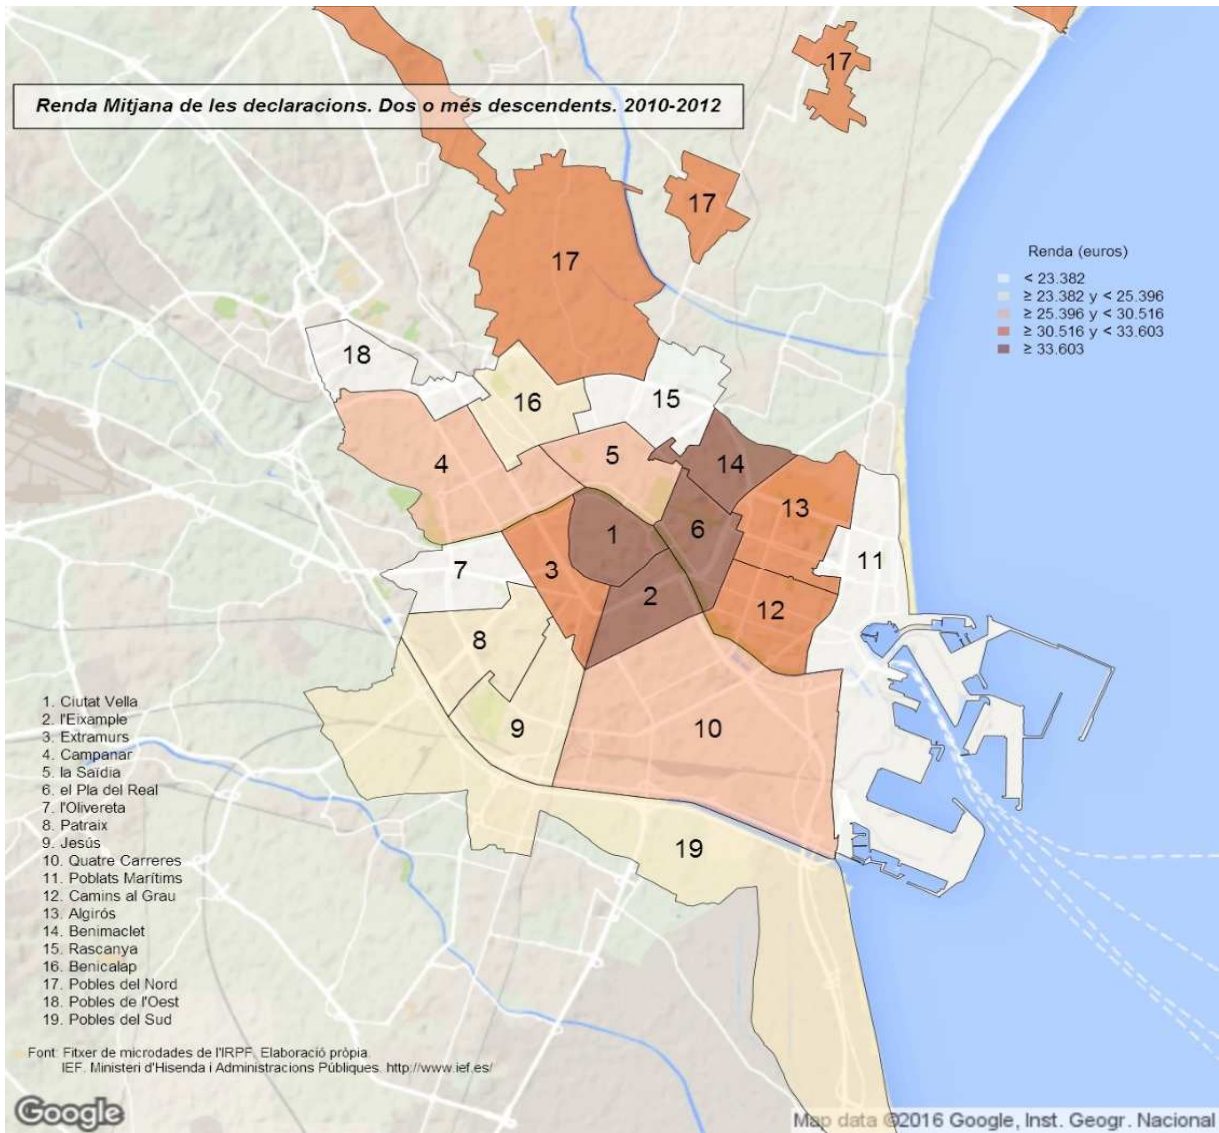 17
Renda Mitjana de les declaracions. Dos o més descendents. 2010-2012
17
17
Renda (euros)
< 23.382
≥ 23.382 y < 25.396
≥ 25.396 y < 30.516
≥ 30.516 y < 33.603
≥ 33.603
18
16
15
4
5
14
13
1
6
11
7
3
2
12
8
9
10
19
1. Ciutat Vella
2. l'Eixample
3. Extramurs
4. Campanar
5. la Saïdia
6. el Pla del Real
7. l'Olivereta
8. Patraix
9. Jesús
10. Quatre Carreres
11. Poblats Marítims
12. Camins al Grau
13. Algirós
14. Benimaclet
15. Rascanya
16. Benicalap
17. Pobles del Nord
18. Pobles de l'Oest
19. Pobles del Sud
Font: Fitxer de microdades de l'IRPF. Elaboració pròpia.
IEF. Ministeri d'Hisenda i Administracions Públiques. http://www.ief.es/
Google
Map data ©2016 Google, Inst. Geogr. Nacional